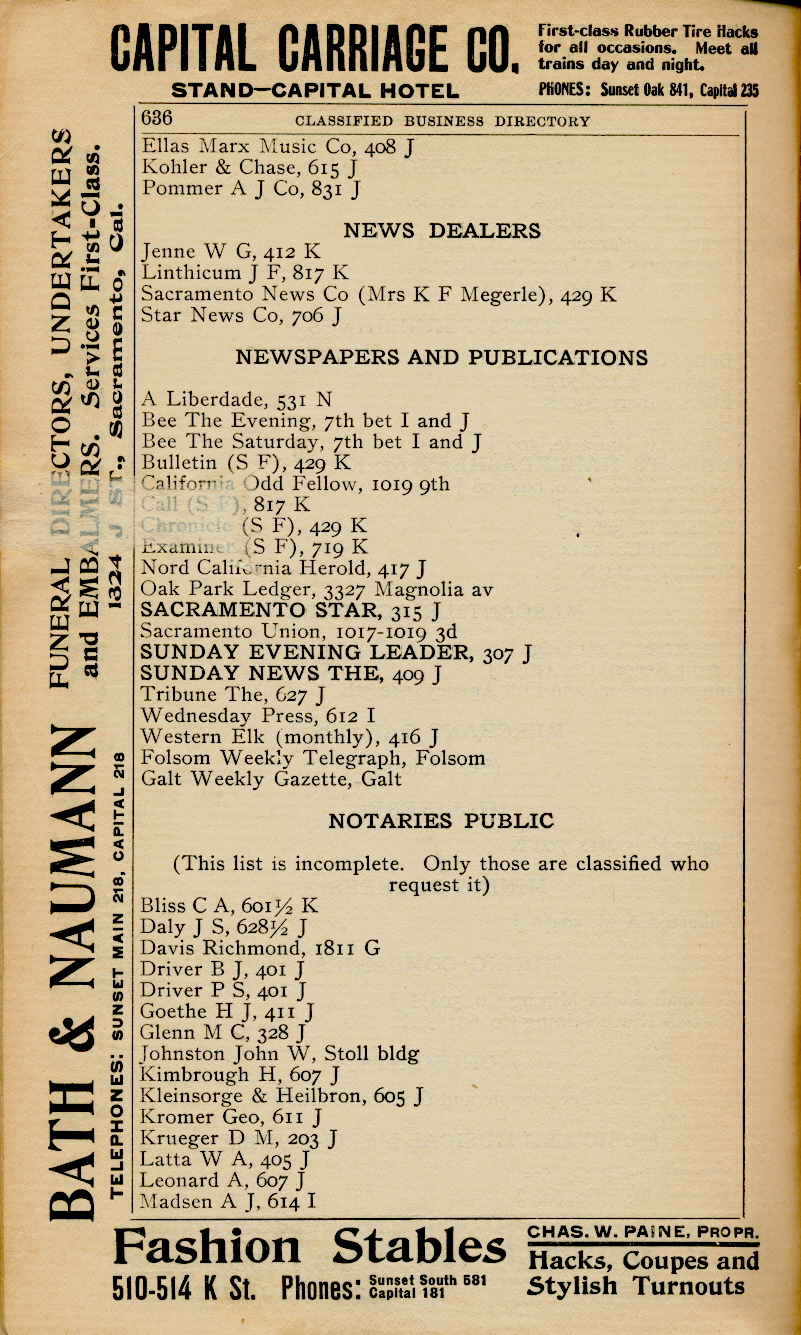 CAPITAL CARRIAGE CO.
STAND—CAPITAL HOTEL
First-class Rubber Tire Hacks
for all occasions. Meet all
trains day and night.
PHONES: Sunset Oak 841, Capital 235
636 CLASSIFIED BUSINESS DIRECTORY
Ellas Marx Music Co, 408 J
Kohler & Chase, 615 J
Pommer A J Co, 831 J
NEWS DEALERS
Jenne W G, 412 K
Linthicum J F, 817 K
Sacramento News Co (Mrs K F Megerle), 429 K
Star News Co, 706 J
NEWSPAPERS AND PUBLICATIONS
A Liberdade, 531 N
Bee The Evening, 7th bet I and J
Bee The Saturday, 7th bet I and J
Bulletin (S F), 429 K
California Odd Fellow, 1019 9th
Call (S F), 817 K
Chronicle (S F), 429 K
Examiner (S F), 719 K
Nord California Herold, 417 J
Oak Park Ledger, 3327 Magnolia av
SACRAMENTO STAR, 315 J
Sacramento Union, 1017-1019 3d
SUNDAY EVENING LEADER, 307 J
SUNDAY NEWS THE, 409 J
Tribune The, 627 J
Wednesday Press, 612 I
Western Elk (monthly), 416 J
Folsom Weekly Telegraph, Folsom
Galt Weekly Gazette, Galt
NOTARIES PUBLIC
(This list is incomplete. Only those are classified who
request it)
Bliss C A, 601½ K
Daly J S, 628½ J
Davis Richmond, 1811 G
Driver B J, 401 J
Driver P S, 401 J
Goethe H J, 411 J
Glenn M C, 328 J
Johnston John W, Stoll bldg
Kimbrough H, 607 J
Kleinsorge & Heilbron, 605 J
Kromer Geo, 611 J
Krueger D M, 203 J
Latta W A, 405 J
Leonard A, 607 J
Madsen A J, 614 I
BATH & NAUMANN
FUNERAL DIRECTORS, UNDERTAKERS
and EMBALMERS. Services First-Class.
1324 J ST., Sacramento, Cal.
TELEPHONES: SUNSET MAIN 218, CAPITAL 218
Fashion Stables
510-514 K St. Phones: Sunset South 681
Capital 181
CHAS. W. PAINE, PROPR.
Hacks, Coupes and
Stylish Turnouts